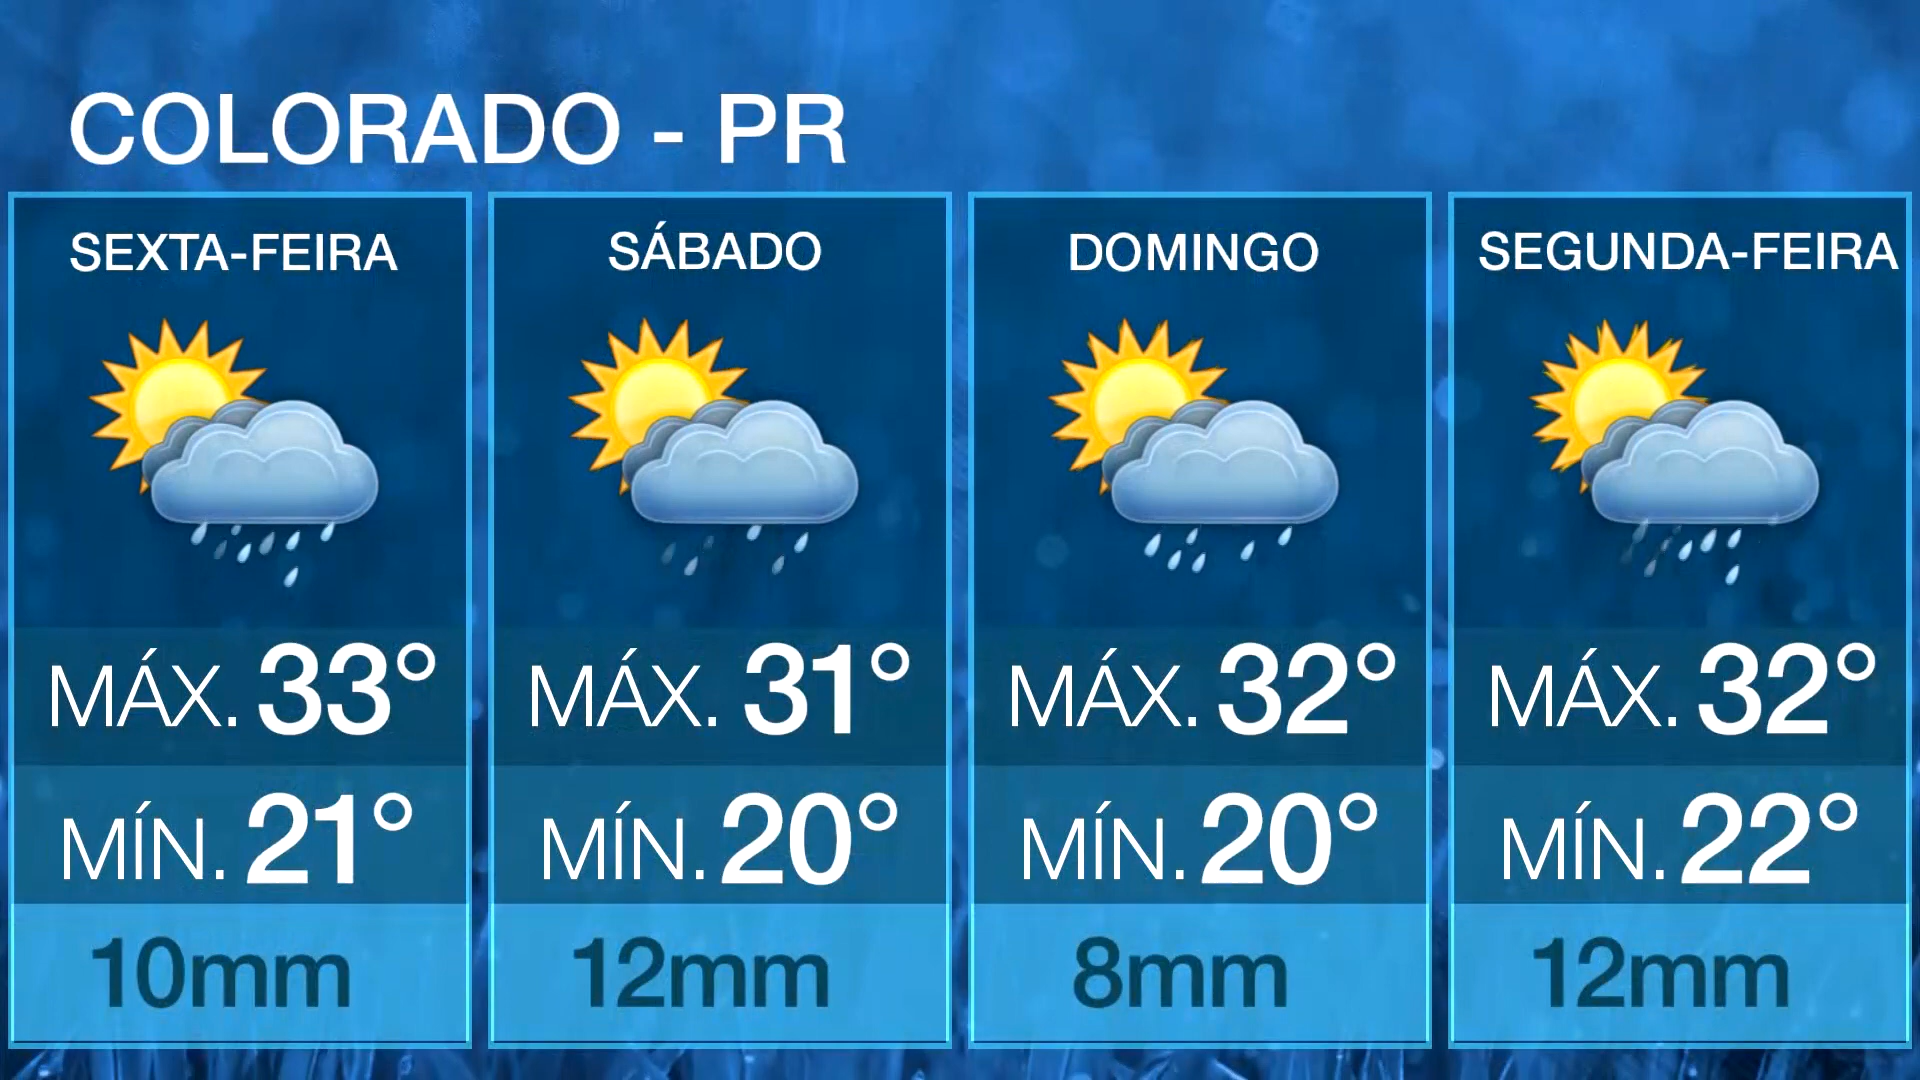 COLORADO - PR
SEXTA-FEIRA
MÁX. 33°
MÍN. 21°
10mm
SÁBADO
MÁX. 31°
MÍN. 20°
12mm
DOMINGO
MÁX. 32°
MÍN. 20°
8mm
SEGUNDA-FEIRA
MÁX. 32°
MÍN. 22°
12mm